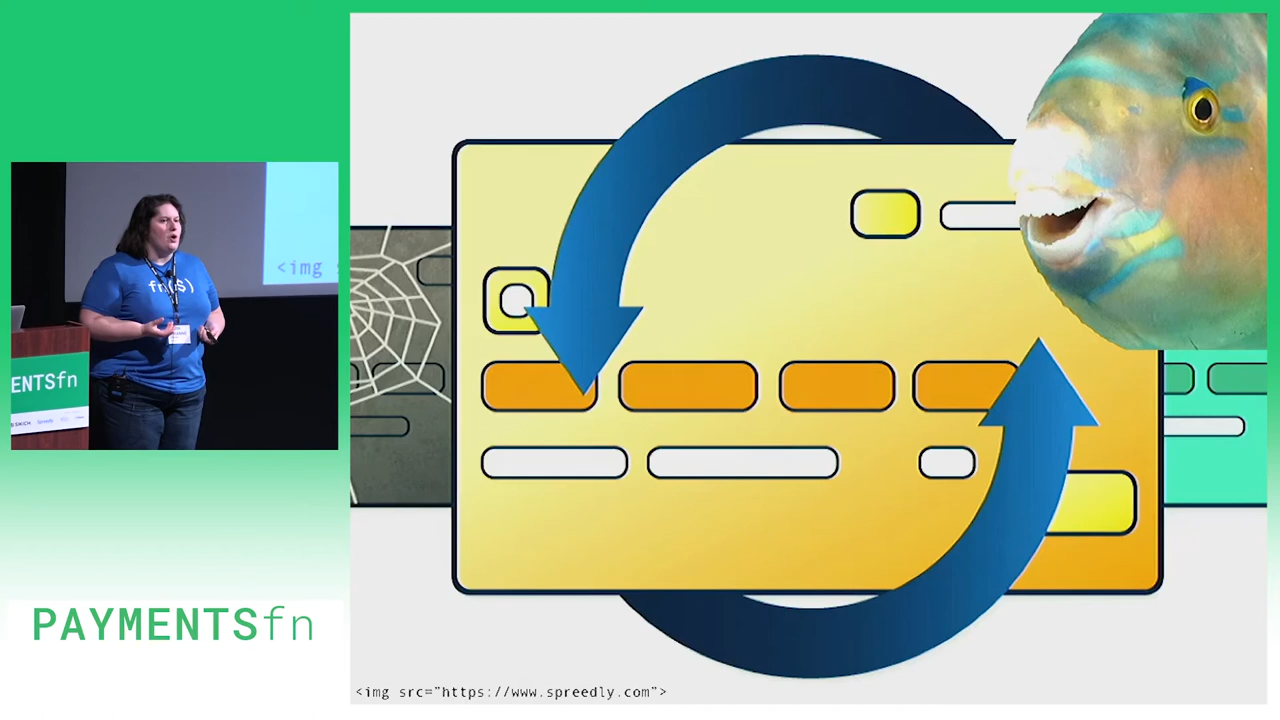 <img
fn($)
ENTSfn
PAYMENTSfn
<img src="https://www.spreedly.com">